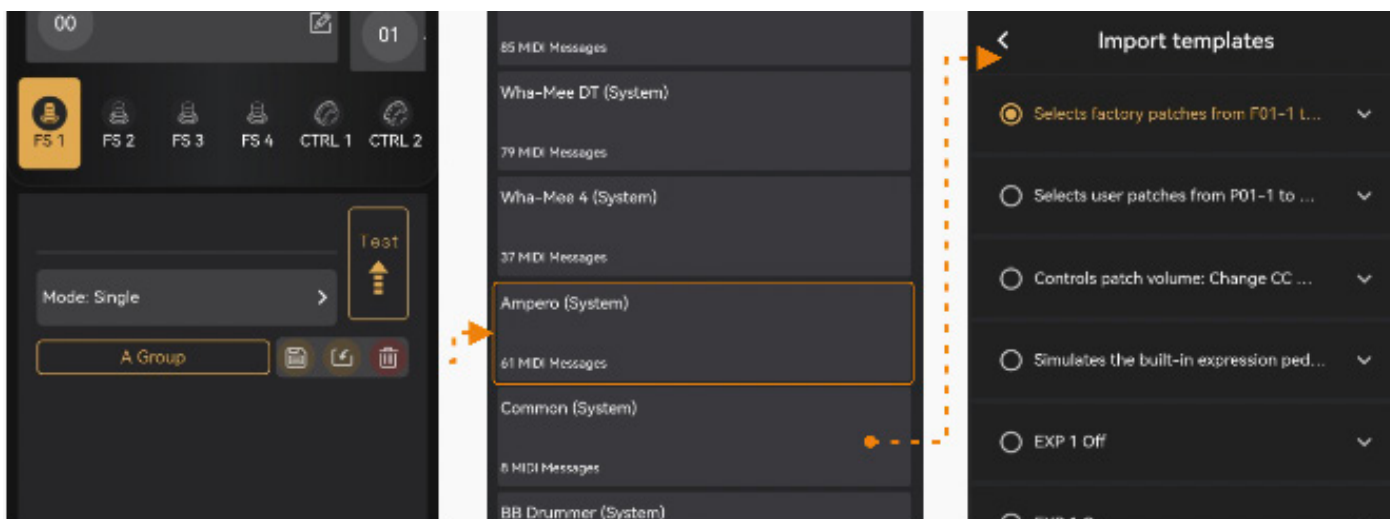 00
01
FS 1
FS 2
FS 3
FS 4
CTRL 1
CTRL 2
Test
Mode: Single
A Group
85 MIDI Messages
Wha-Mee DT (System)
79 MIDI Messages
Wha-Mee 4 (System)
37 MIDI Messages
Ampero (System)
61 MIDI Messages
Common (System)
8 MIDI Messages
BB Drummer (System)
Import templates
Selects factory patches from F01-1 t...
Selects user patches from P01-1 to ...
Controls patch volume: Change CC ...
Simulates the built-in expression ped...
EXP 1 Off